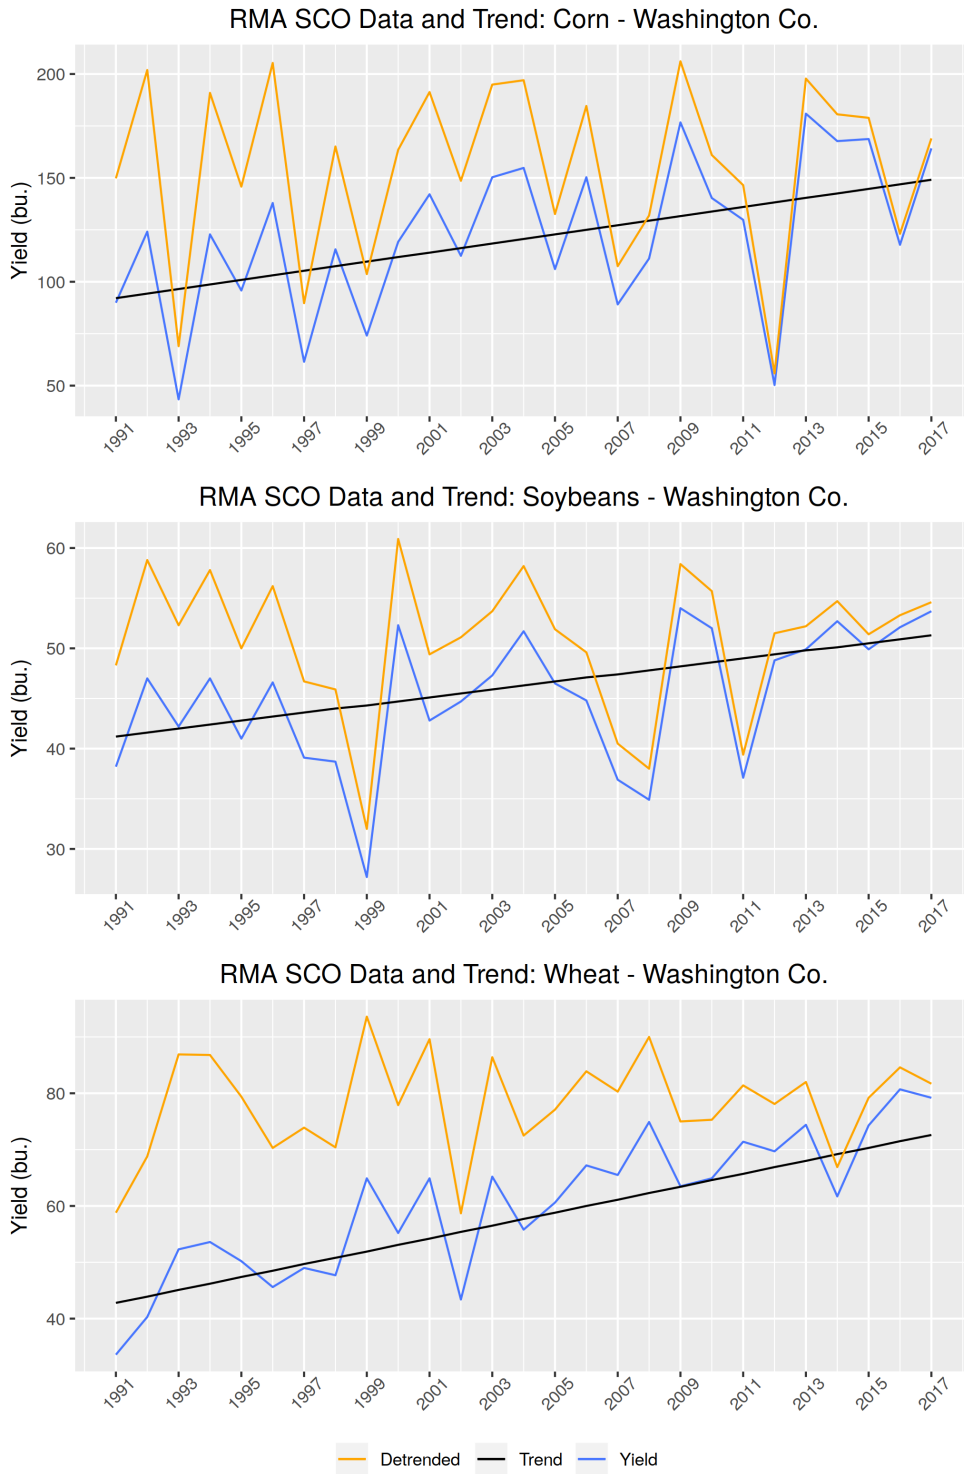 RMA SCO Data and Trend: Corn - Washington Co.
Yield (bu.)
200
150
100
50
1991 1993 1995 1997 1999 2001 2003 2005 2007 2009 2011 2013 2015 2017
RMA SCO Data and Trend: Soybeans - Washington Co.
Yield (bu.)
60
50
40
30
1991 1993 1995 1997 1999 2001 2003 2005 2007 2009 2011 2013 2015 2017
RMA SCO Data and Trend: Wheat - Washington Co.
Yield (bu.)
80
60
40
1991 1993 1995 1997 1999 2001 2003 2005 2007 2009 2011 2013 2015 2017
Detrended Trend Yield